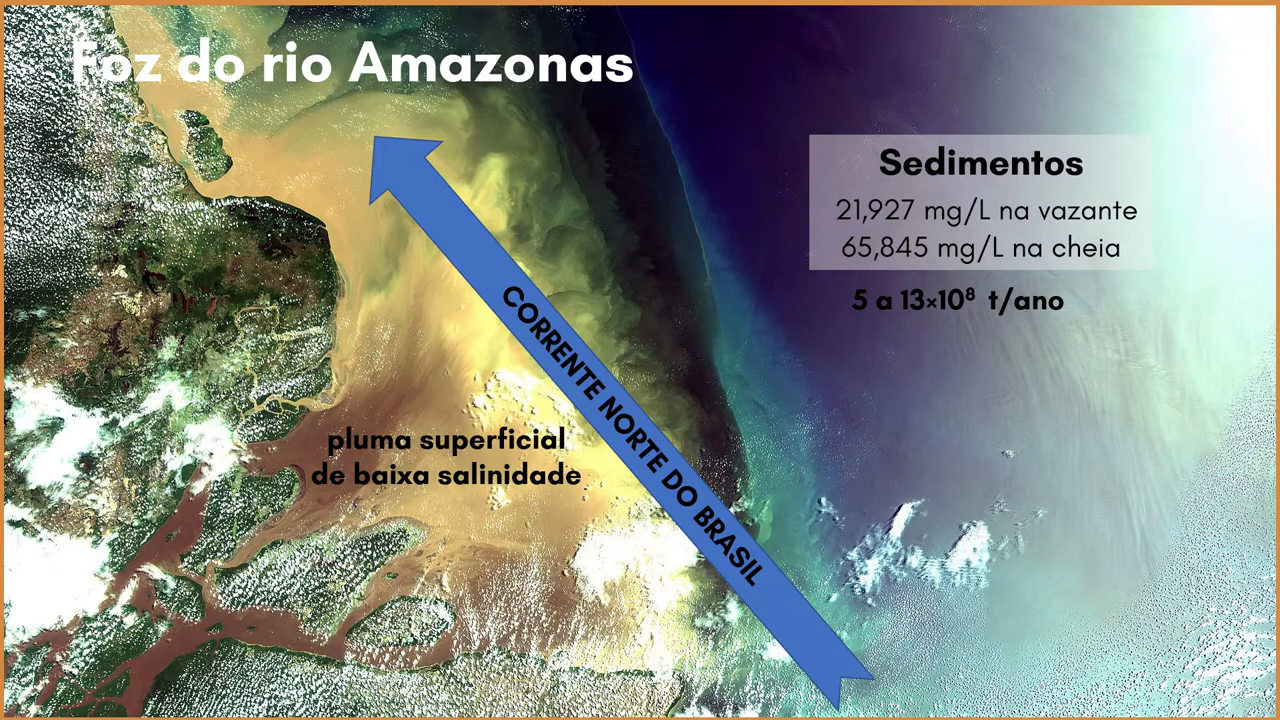 Foz do rio Amazonas
Sedimentos
21,927 mg/L na vazante
65,845 mg/L na cheia
5 a 13×10⁸ t/ano
CORRENTE NORTE DO BRASIL
pluma superficial
de baixa salinidade